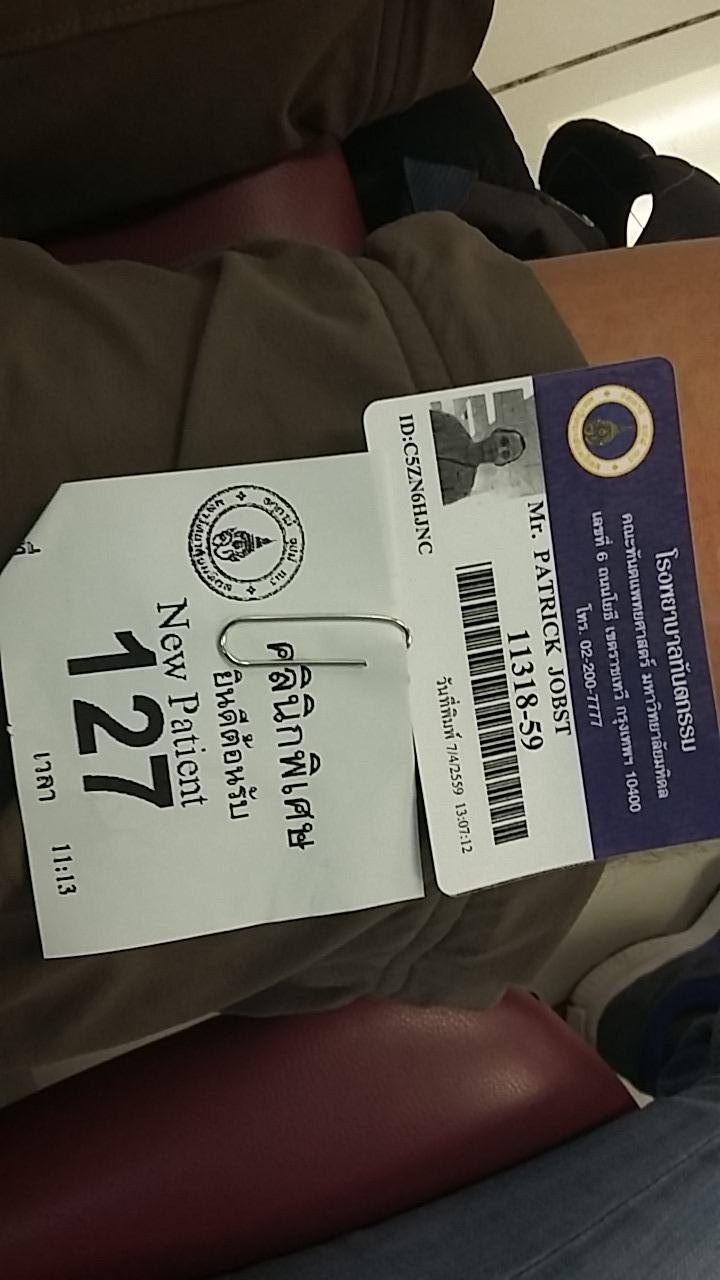 โรงพยาบาลทันตกรรม
คณะทันตแพทยศาสตร์ มหาวิทยาลัยมหิดล
เลขที่ 6 ถนนโยธี เขตราชเทวี กรุงเทพฯ 10400
โทร. 02-200-7777
Mr. PATRICK JOBST
11318-59
ID:C5ZN6HJNC
วันที่พิมพ์ 7/4/2559 13:07:12
คลินิกพิเศษ
ยินดีต้อนรับ
New Patient
127
เวลา 11:13